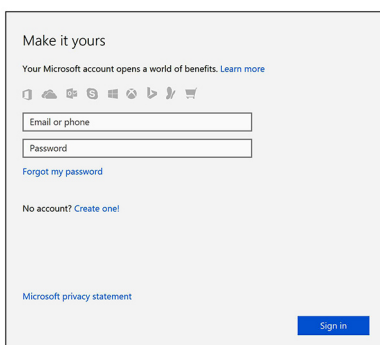 Make it yours
Your Microsoft account opens a world of benefits. Learn more
Email or phone
Password
Forgot my password
No account? Create one!
Microsoft privacy statement
Sign in